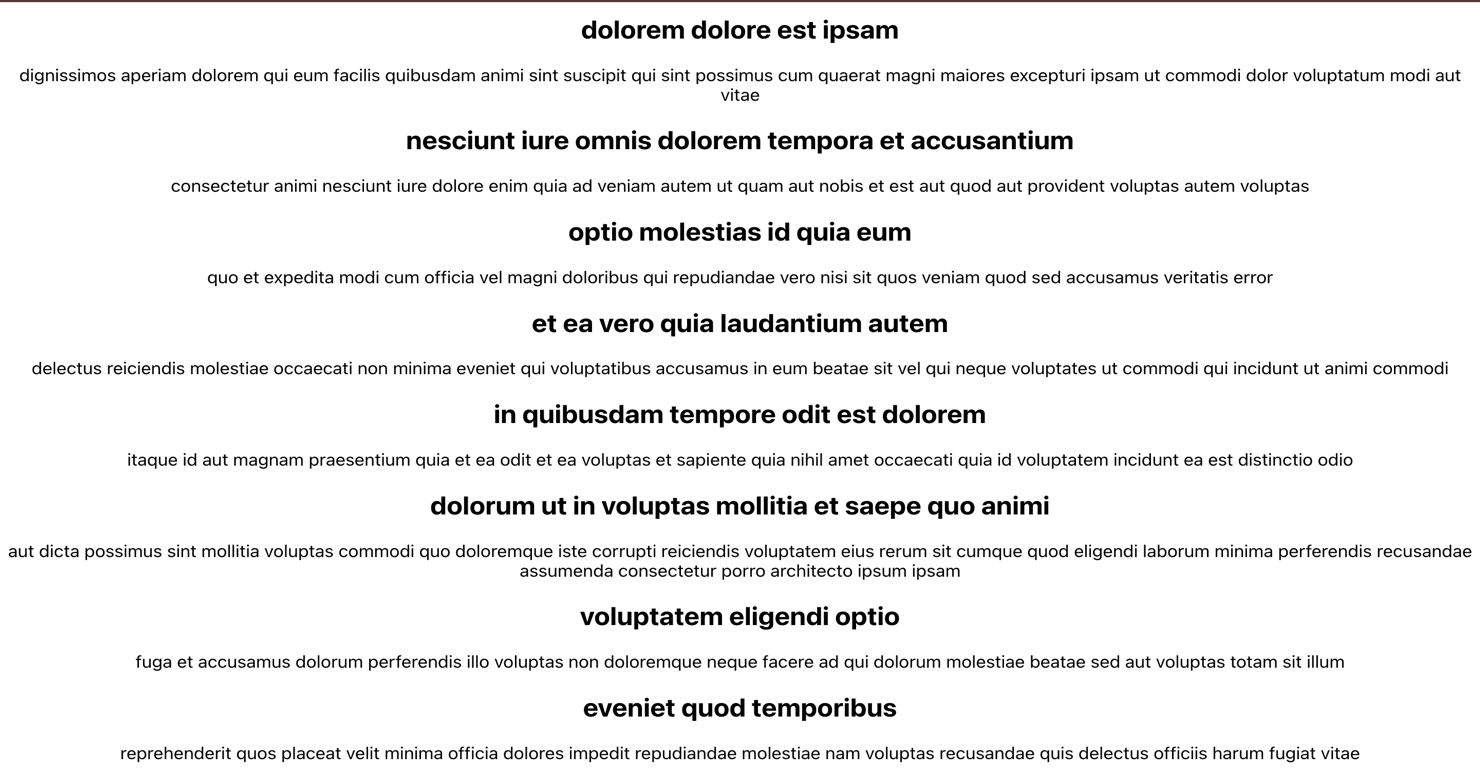 dolorem dolore est ipsam
dignissimos aperiam dolorem qui eum facilis quibusdam animi sint suscipit qui sint possimus cum quaerat magni maiores excepturi ipsam ut commodi dolor voluptatum modi aut
vitae
nesciunt iure omnis dolorem tempora et accusantium
consectetur animi nesciunt iure dolore enim quia ad veniam autem ut quam aut nobis et est aut quod aut provident voluptas autem voluptas
optio molestias id quia eum
quo et expedita modi cum officia vel magni doloribus qui repudiandae vero nisi sit quos veniam quod sed accusamus veritatis error
et ea vero quia laudantium autem
delectus reiciendis molestiae occaecati non minima eveniet qui voluptatibus accusamus in eum beatae sit vel qui neque voluptates ut commodi qui incidunt ut animi commodi
in quibusdam tempore odit est dolorem
itaque id aut magnam praesentium quia et ea odit et ea voluptas et sapiente quia nihil amet occaecati quia id voluptatem incidunt ea est distinctio odio
dolorum ut in voluptas mollitia et saepe quo animi
aut dicta possimus sint mollitia voluptas commodi quo doloremque iste corrupti reiciendis voluptatem eius rerum sit cumque quod eligendi laborum minima perferendis recusandae
assumenda consectetur porro architecto ipsum ipsam
voluptatem eligendi optio
fuga et accusamus dolorum perferendis illo voluptas non doloremque neque facere ad qui dolorum molestiae beatae sed aut voluptas totam sit illum
eveniet quod temporibus
reprehenderit quos placeat velit minima officia dolores impedit repudiandae molestiae nam voluptas recusandae quis delectus officiis harum fugiat vitae